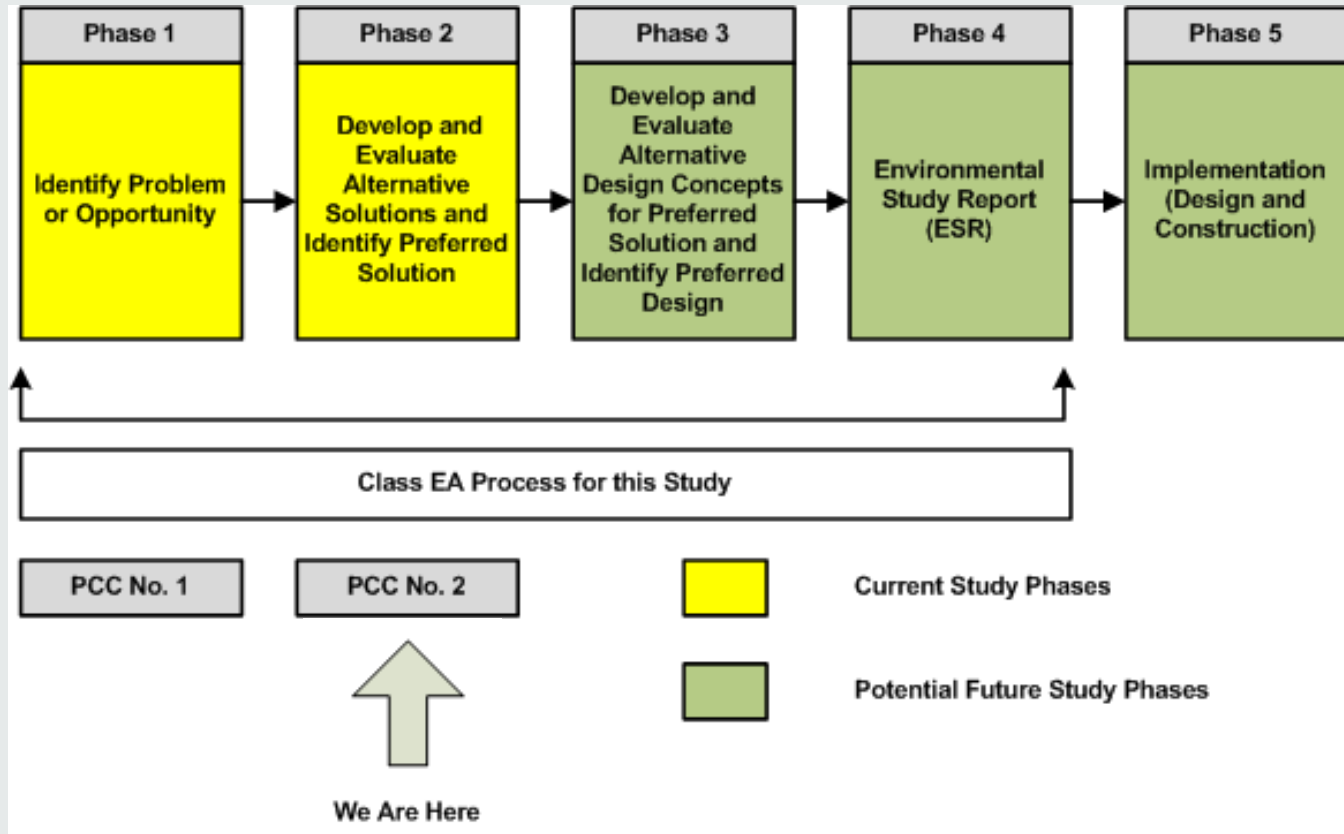 Phase 1
Phase 2
Phase 3
Phase 4
Phase 5
Identify Problem
or Opportunity
Develop and
Evaluate
Alternative
Solutions and
Identify Preferred
Solution
Develop and
Evaluate
Alternative
Design Concepts
for Preferred
Solution and
Identify Preferred
Design
Environmental
Study Report
(ESR)
Implementation
(Design and
Construction)
Class EA Process for this Study
PCC No. 1
PCC No. 2
Current Study Phases
Potential Future Study Phases
We Are Here